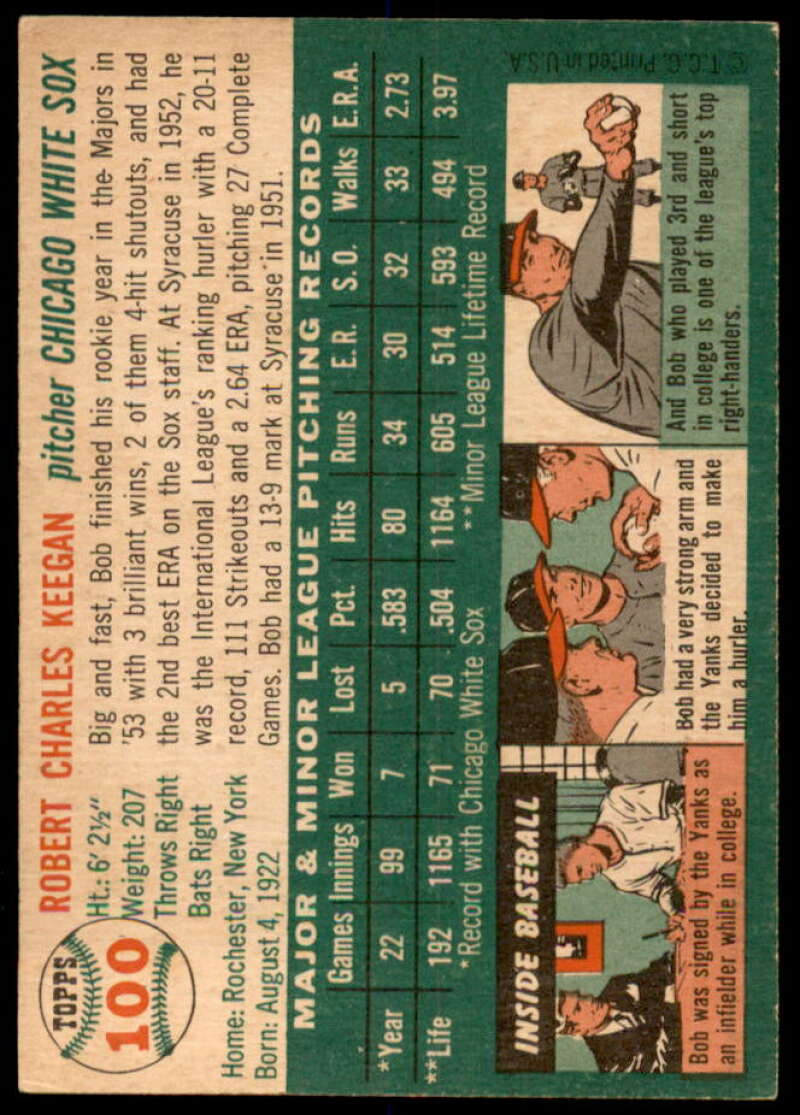 TOPPS
100
ROBERT CHARLES KEEGAN pitcher CHICAGO WHITE SOX
Ht.: 6' 2½"
Weight: 207
Throws Right
Bats Right
Home: Rochester, New York
Born: August 4, 1922
Big and fast, Bob finished his rookie year in the Majors in
'53 with 3 brilliant wins, 2 of them 4-hit shutouts, and had
the 2nd best ERA on the Sox staff. At Syracuse in 1952, he
was the International League's ranking hurler with a 20-11
record, 111 Strikeouts and a 2.64 ERA, pitching 27 Complete
Games. Bob had a 13-9 mark at Syracuse in 1951.
MAJOR & MINOR LEAGUE PITCHING RECORDS
Games Innings Won Lost Pct. Hits Runs E.R. S.O. Walks E.R.A.
*Year 22 99 7 5 .583 80 34 30 32 33 2.73
**Life 192 1165 71 70 .504 1164 605 514 593 494 3.97
*Record with Chicago White Sox **Minor League Lifetime Record
INSIDE BASEBALL
Bob was signed by the Yanks as
an infielder while in college.
Bob had a very strong arm and
the Yanks decided to make
him a hurler.
And Bob who played 3rd and short
in college is one of the league's top
right-handers.
© T.C.G. Printed in U.S.A.